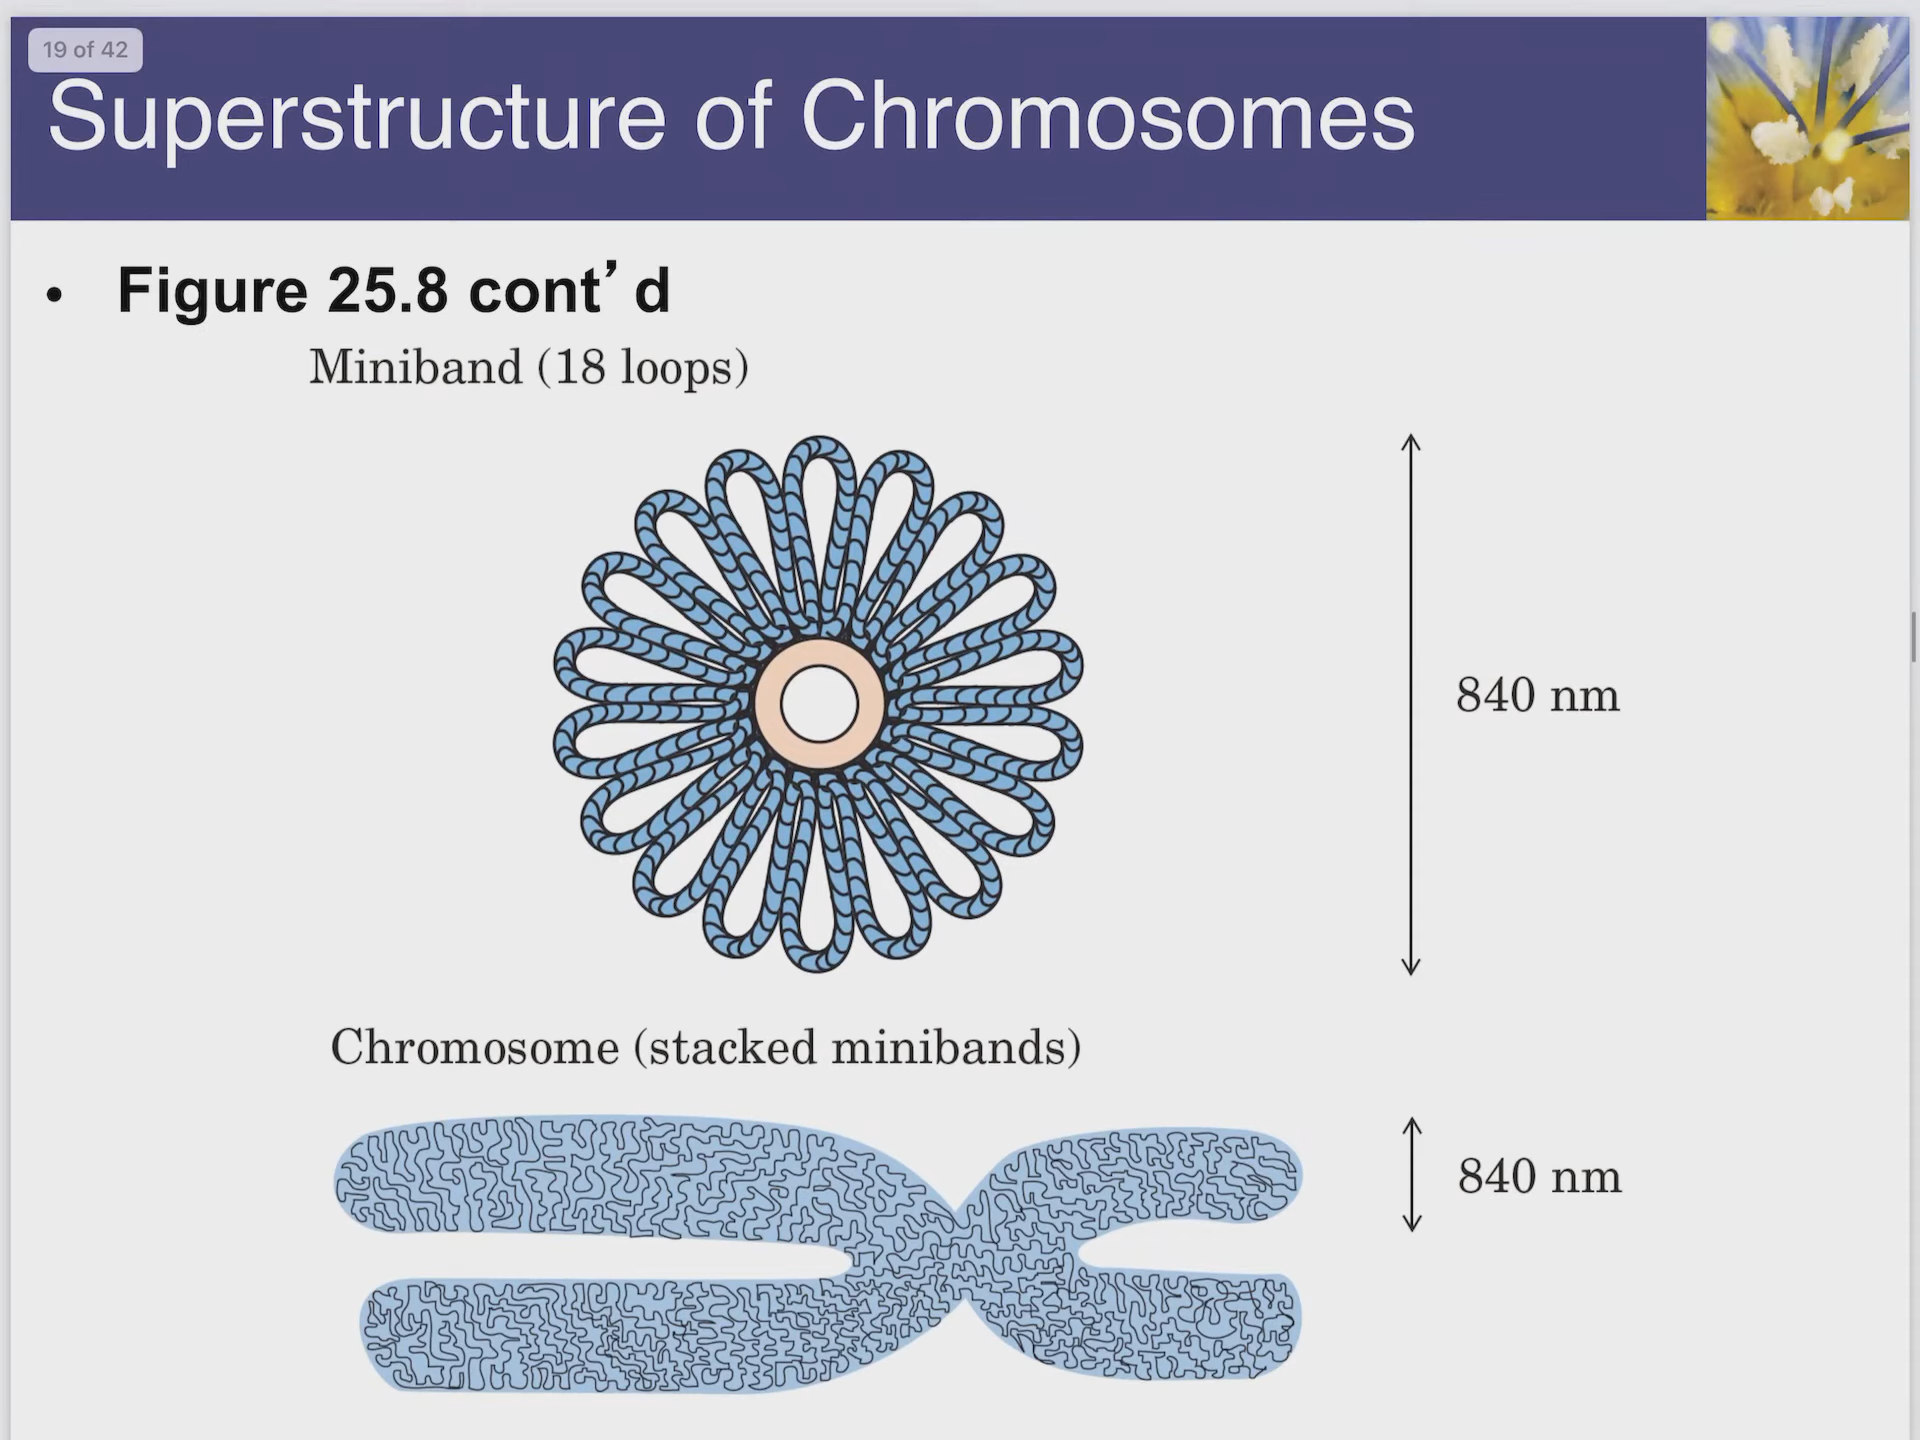 19 of 42
Superstructure of Chromosomes
• Figure 25.8 cont’d
Miniband (18 loops)
840 nm
Chromosome (stacked minibands)
840 nm